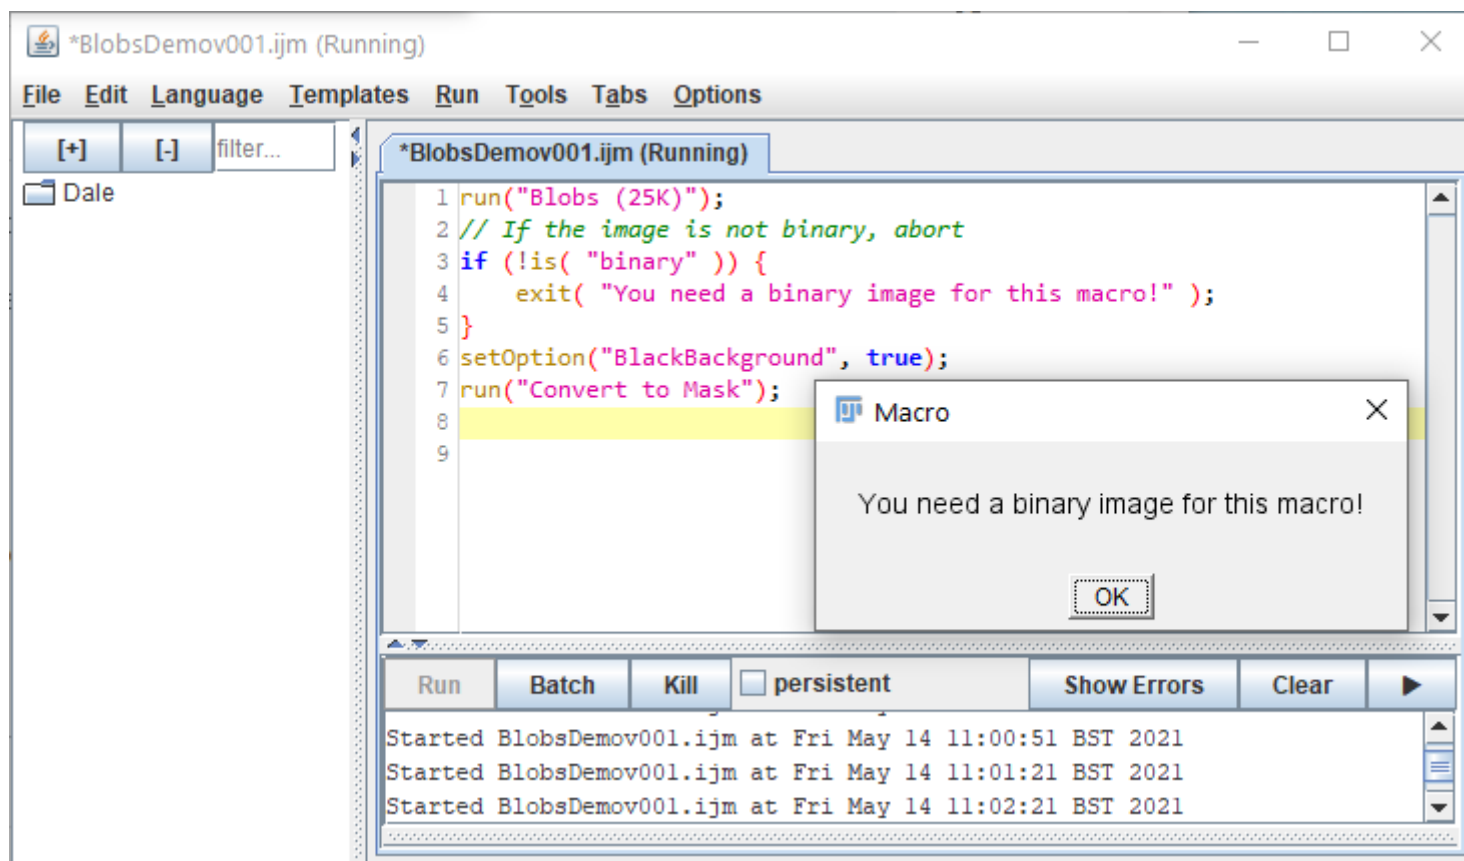 *BlobsDemov001.ijm (Running)
File Edit Language Templates Run Tools Tabs Options
[+] [-] filter...
Dale
*BlobsDemov001.ijm (Running)
1 run("Blobs (25K)");
2 // If the image is not binary, abort
3 if (!is( "binary" )) {
4 exit( "You need a binary image for this macro!" );
5 }
6 setOption("BlackBackground", true);
7 run("Convert to Mask");
8
9
Macro
You need a binary image for this macro!
OK
Run Batch Kill persistent Show Errors Clear
Started BlobsDemov001.ijm at Fri May 14 11:00:51 BST 2021
Started BlobsDemov001.ijm at Fri May 14 11:01:21 BST 2021
Started BlobsDemov001.ijm at Fri May 14 11:02:21 BST 2021